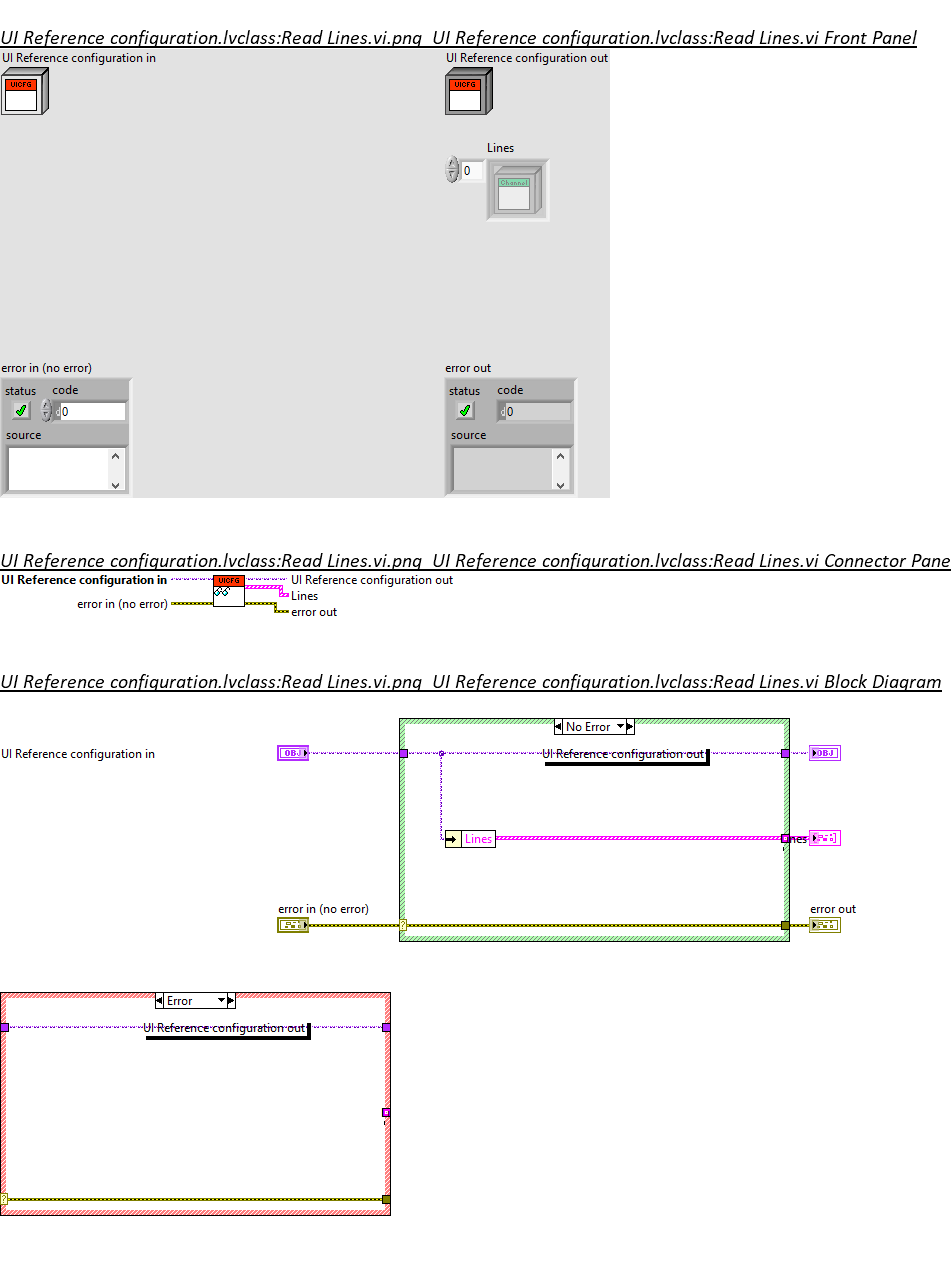 UI Reference configuration.lvclass:Read Lines.vi.png UI Reference configuration.lvclass:Read Lines.vi Front Panel
UI Reference configuration in
UI Reference configuration out
UICFG
UICFG
Lines
0
Channel
error in (no error)
error out
status code
status code
d 0
d 0
source
source
UI Reference configuration.lvclass:Read Lines.vi.png UI Reference configuration.lvclass:Read Lines.vi Connector Pane
UI Reference configuration in
UICFG
UI Reference configuration out
Lines
error in (no error)
error out
UI Reference configuration.lvclass:Read Lines.vi.png UI Reference configuration.lvclass:Read Lines.vi Block Diagram
No Error
UI Reference configuration in
OBJ
UI Reference configuration out
OBJ
Lines
Lines
error in (no error)
error out
?
Error
UI Reference configuration out
?